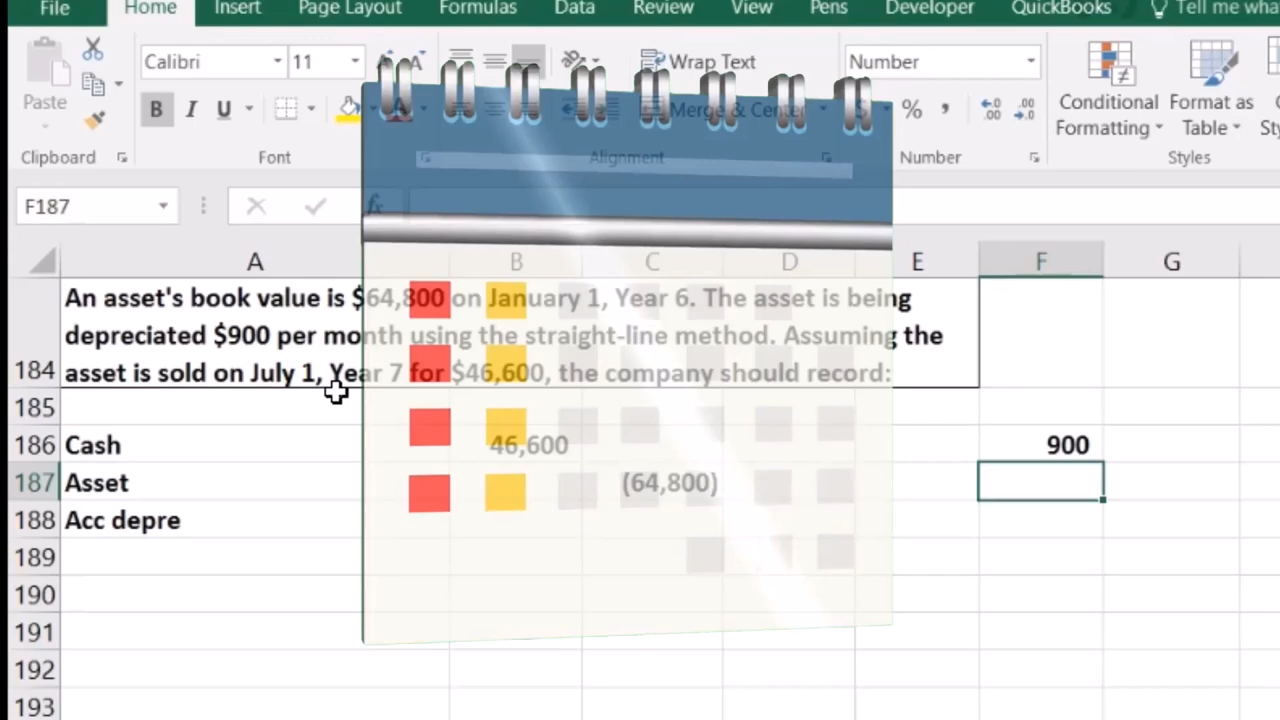 File Home Insert Page Layout Formulas Data Review View Pens Developer QuickBooks Tell me wha
Calibri 11 A A Wrap Text Number
Paste B I U A Merge & Center $ % , Conditional Format as
Formatting Table
Clipboard Font Alignment Number Styles
F187 fx
A B C D E F G
An asset's book value is $64,800 on January 1, Year 6. The asset is being
depreciated $900 per month using the straight-line method. Assuming the
184 asset is sold on July 1, Year 7 for $46,600, the company should record:
185
186 Cash 46,600 900
187 Asset (64,800)
188 Acc depre
189
190
191
192
193